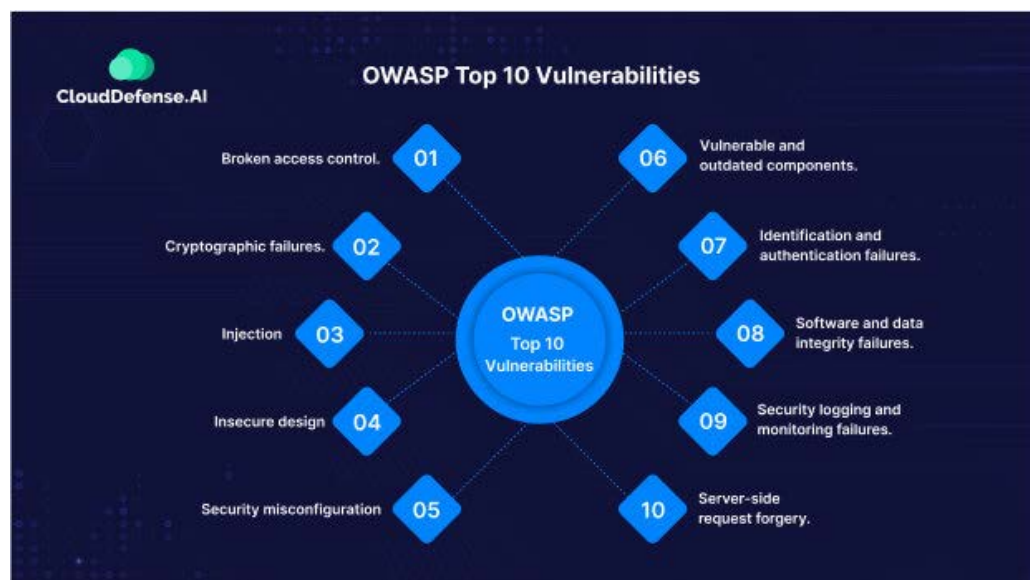 CloudDefense.AI
OWASP Top 10 Vulnerabilities
Broken access control.
01
Cryptographic failures.
02
Injection
03
Insecure design
04
Security misconfiguration
05
OWASP
Top 10
Vulnerabilities
06
Vulnerable and
outdated components.
07
Identification and
authentication failures.
08
Software and data
integrity failures.
09
Security logging and
monitoring failures.
10
Server-side
request forgery.